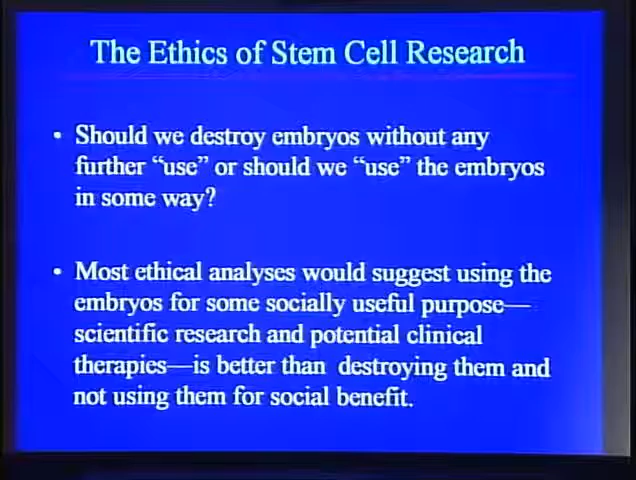 The Ethics of Stem Cell Research
• Should we destroy embryos without any
further “use” or should we “use” the embryos
in some way?
• Most ethical analyses would suggest using the
embryos for some socially useful purpose—
scientific research and potential clinical
therapies—is better than destroying them and
not using them for social benefit.